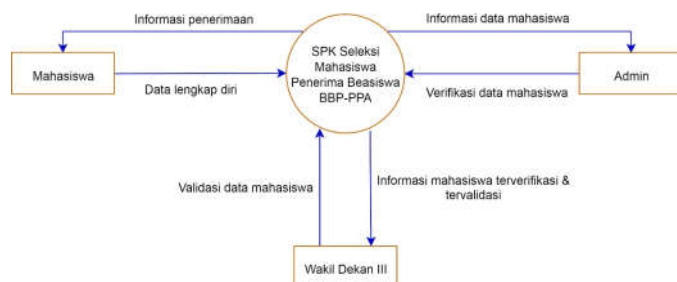 Informasi penerimaan
Informasi data mahasiswa
SPK Seleksi
Mahasiswa
Penerima Beasiswa
BBP-PPA
Mahasiswa
Admin
Data lengkap diri
Verifikasi data mahasiswa
Validasi data mahasiswa
Informasi mahasiswa terverifikasi &
tervalidasi
Wakil Dekan III